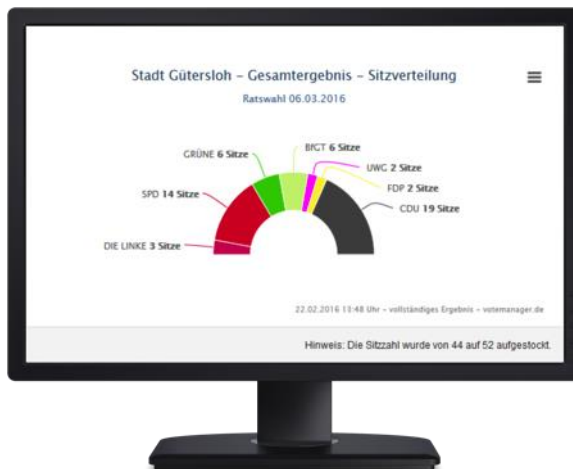 Stadt Gütersloh – Gesamtergebnis – Sitzverteilung
Ratswahl 06.03.2016
BfGT 6 Sitze
GRÜNE 6 Sitze
UWG 2 Sitze
FDP 2 Sitze
SPD 14 Sitze
CDU 19 Sitze
DIE LINKE 3 Sitze
22.02.2016 13:48 Uhr – vollständiges Ergebnis – votemanager.de
Hinweis: Die Sitzzahl wurde von 44 auf 52 aufgestockt.